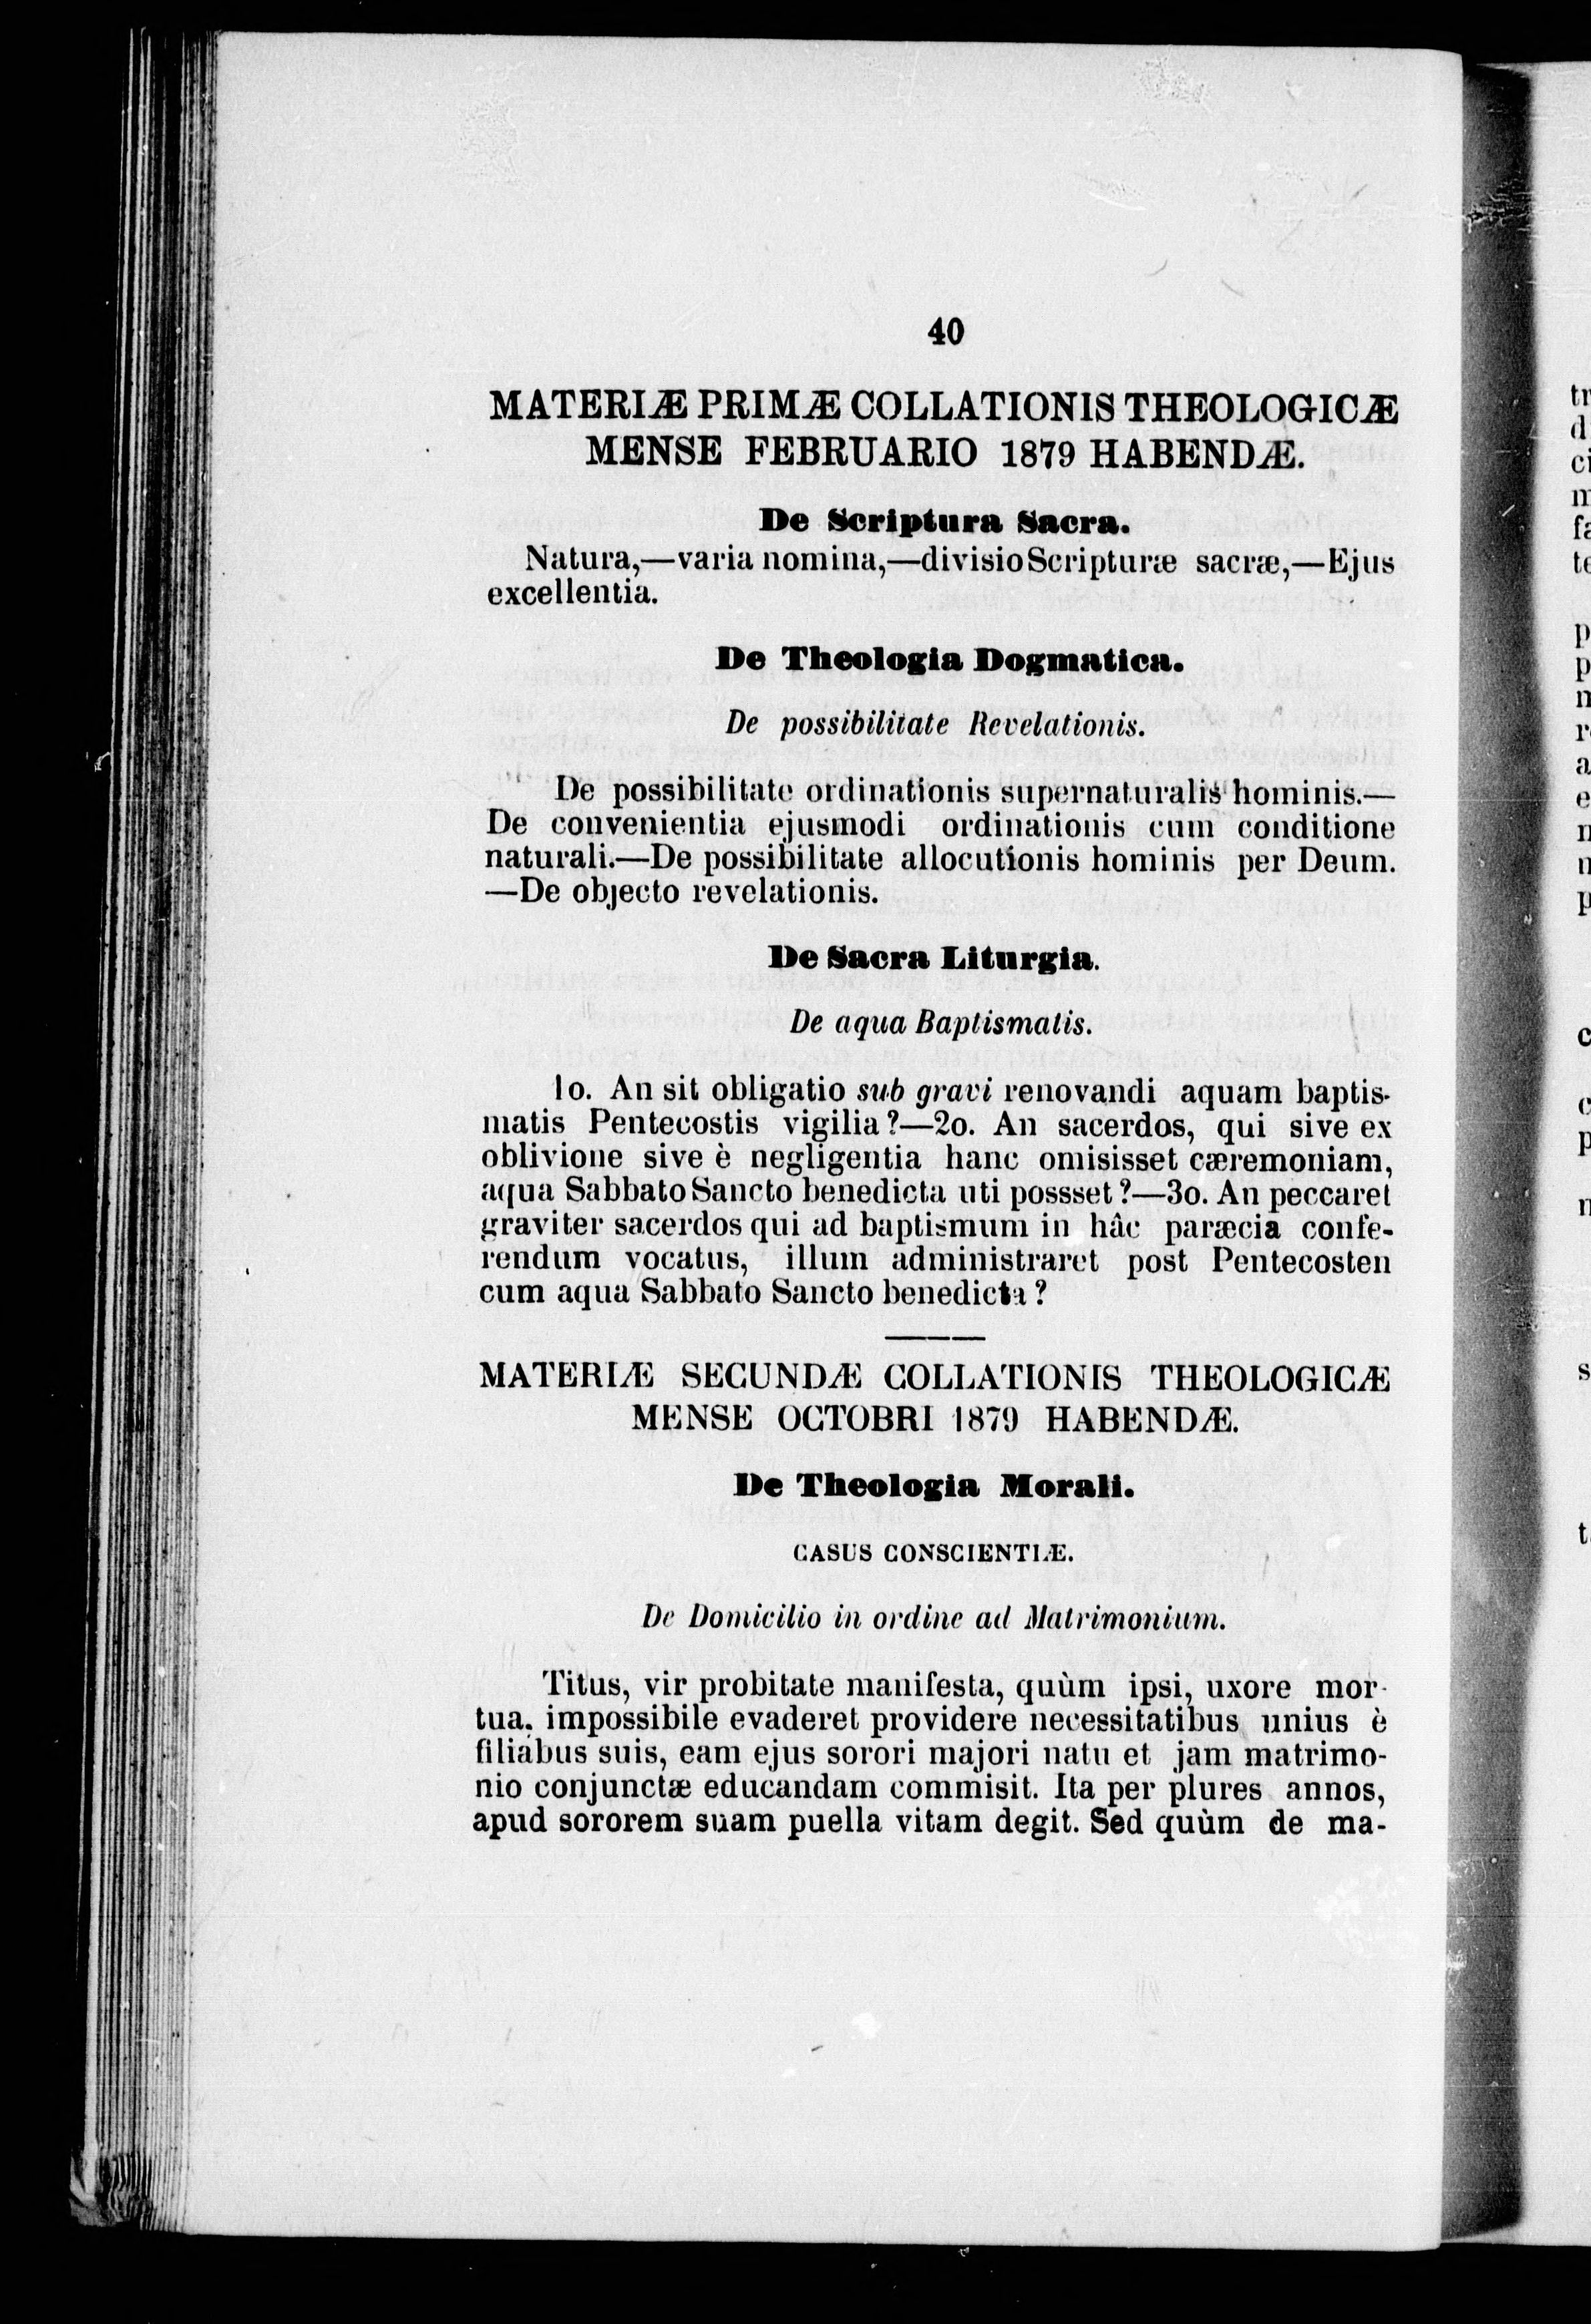 40
MATERIÆ PRIMÆ COLLATIONIS THEOLOGICÆ
MENSE FEBRUARIO 1879 HABENDÆ.
De Scriptura Sacra.
Natura,—varia nomina,—divisio Scripturæ sacræ,—Ejus
excellentia.
De Theologia Dogmatica.
De possibilitate Revelationis.
De possibilitate ordinationis supernaturalis hominis.—
De convenientia ejusmodi ordinationis cum conditione
naturali.—De possibilitate allocutionis hominis per Deum.
—De objecto revelationis.
De Sacra Liturgia.
De aqua Baptismatis.
1o. An sit obligatio sub gravi renovandi aquam baptis-
matis Pentecostis vigilia?—2o. An sacerdos, qui sive ex
oblivione sive è negligentia hanc omisisset cæremoniam,
aqua Sabbato Sancto benedicta uti possset?—3o. An peccaret
graviter sacerdos qui ad baptismum in hâc paræcia confe-
rendum vocatus, illum administraret post Pentecosten
cum aqua Sabbato Sancto benedicta?
MATERIÆ SECUNDÆ COLLATIONIS THEOLOGICÆ
MENSE OCTOBRI 1879 HABENDÆ.
De Theologia Morali.
CASUS CONSCIENTIÆ.
De Domicilio in ordine ad Matrimonium.
Titus, vir probitate manifesta, quùm ipsi, uxore mor-
tua, impossibile evaderet providere necessitatibus unius è
filiabus suis, eam ejus sorori majori natu et jam matrimo-
nio conjunctæ educandam commisit. Ita per plures annos,
apud sororem suam puella vitam degit. Sed quùm de ma-